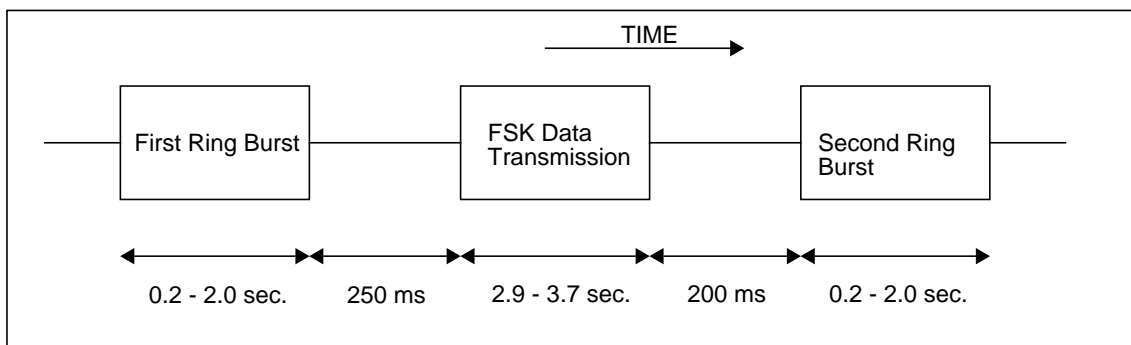 TIME
First Ring Burst
FSK Data
Transmission
Second Ring
Burst
0.2 - 2.0 sec.
250 ms
2.9 - 3.7 sec.
200 ms
0.2 - 2.0 sec.